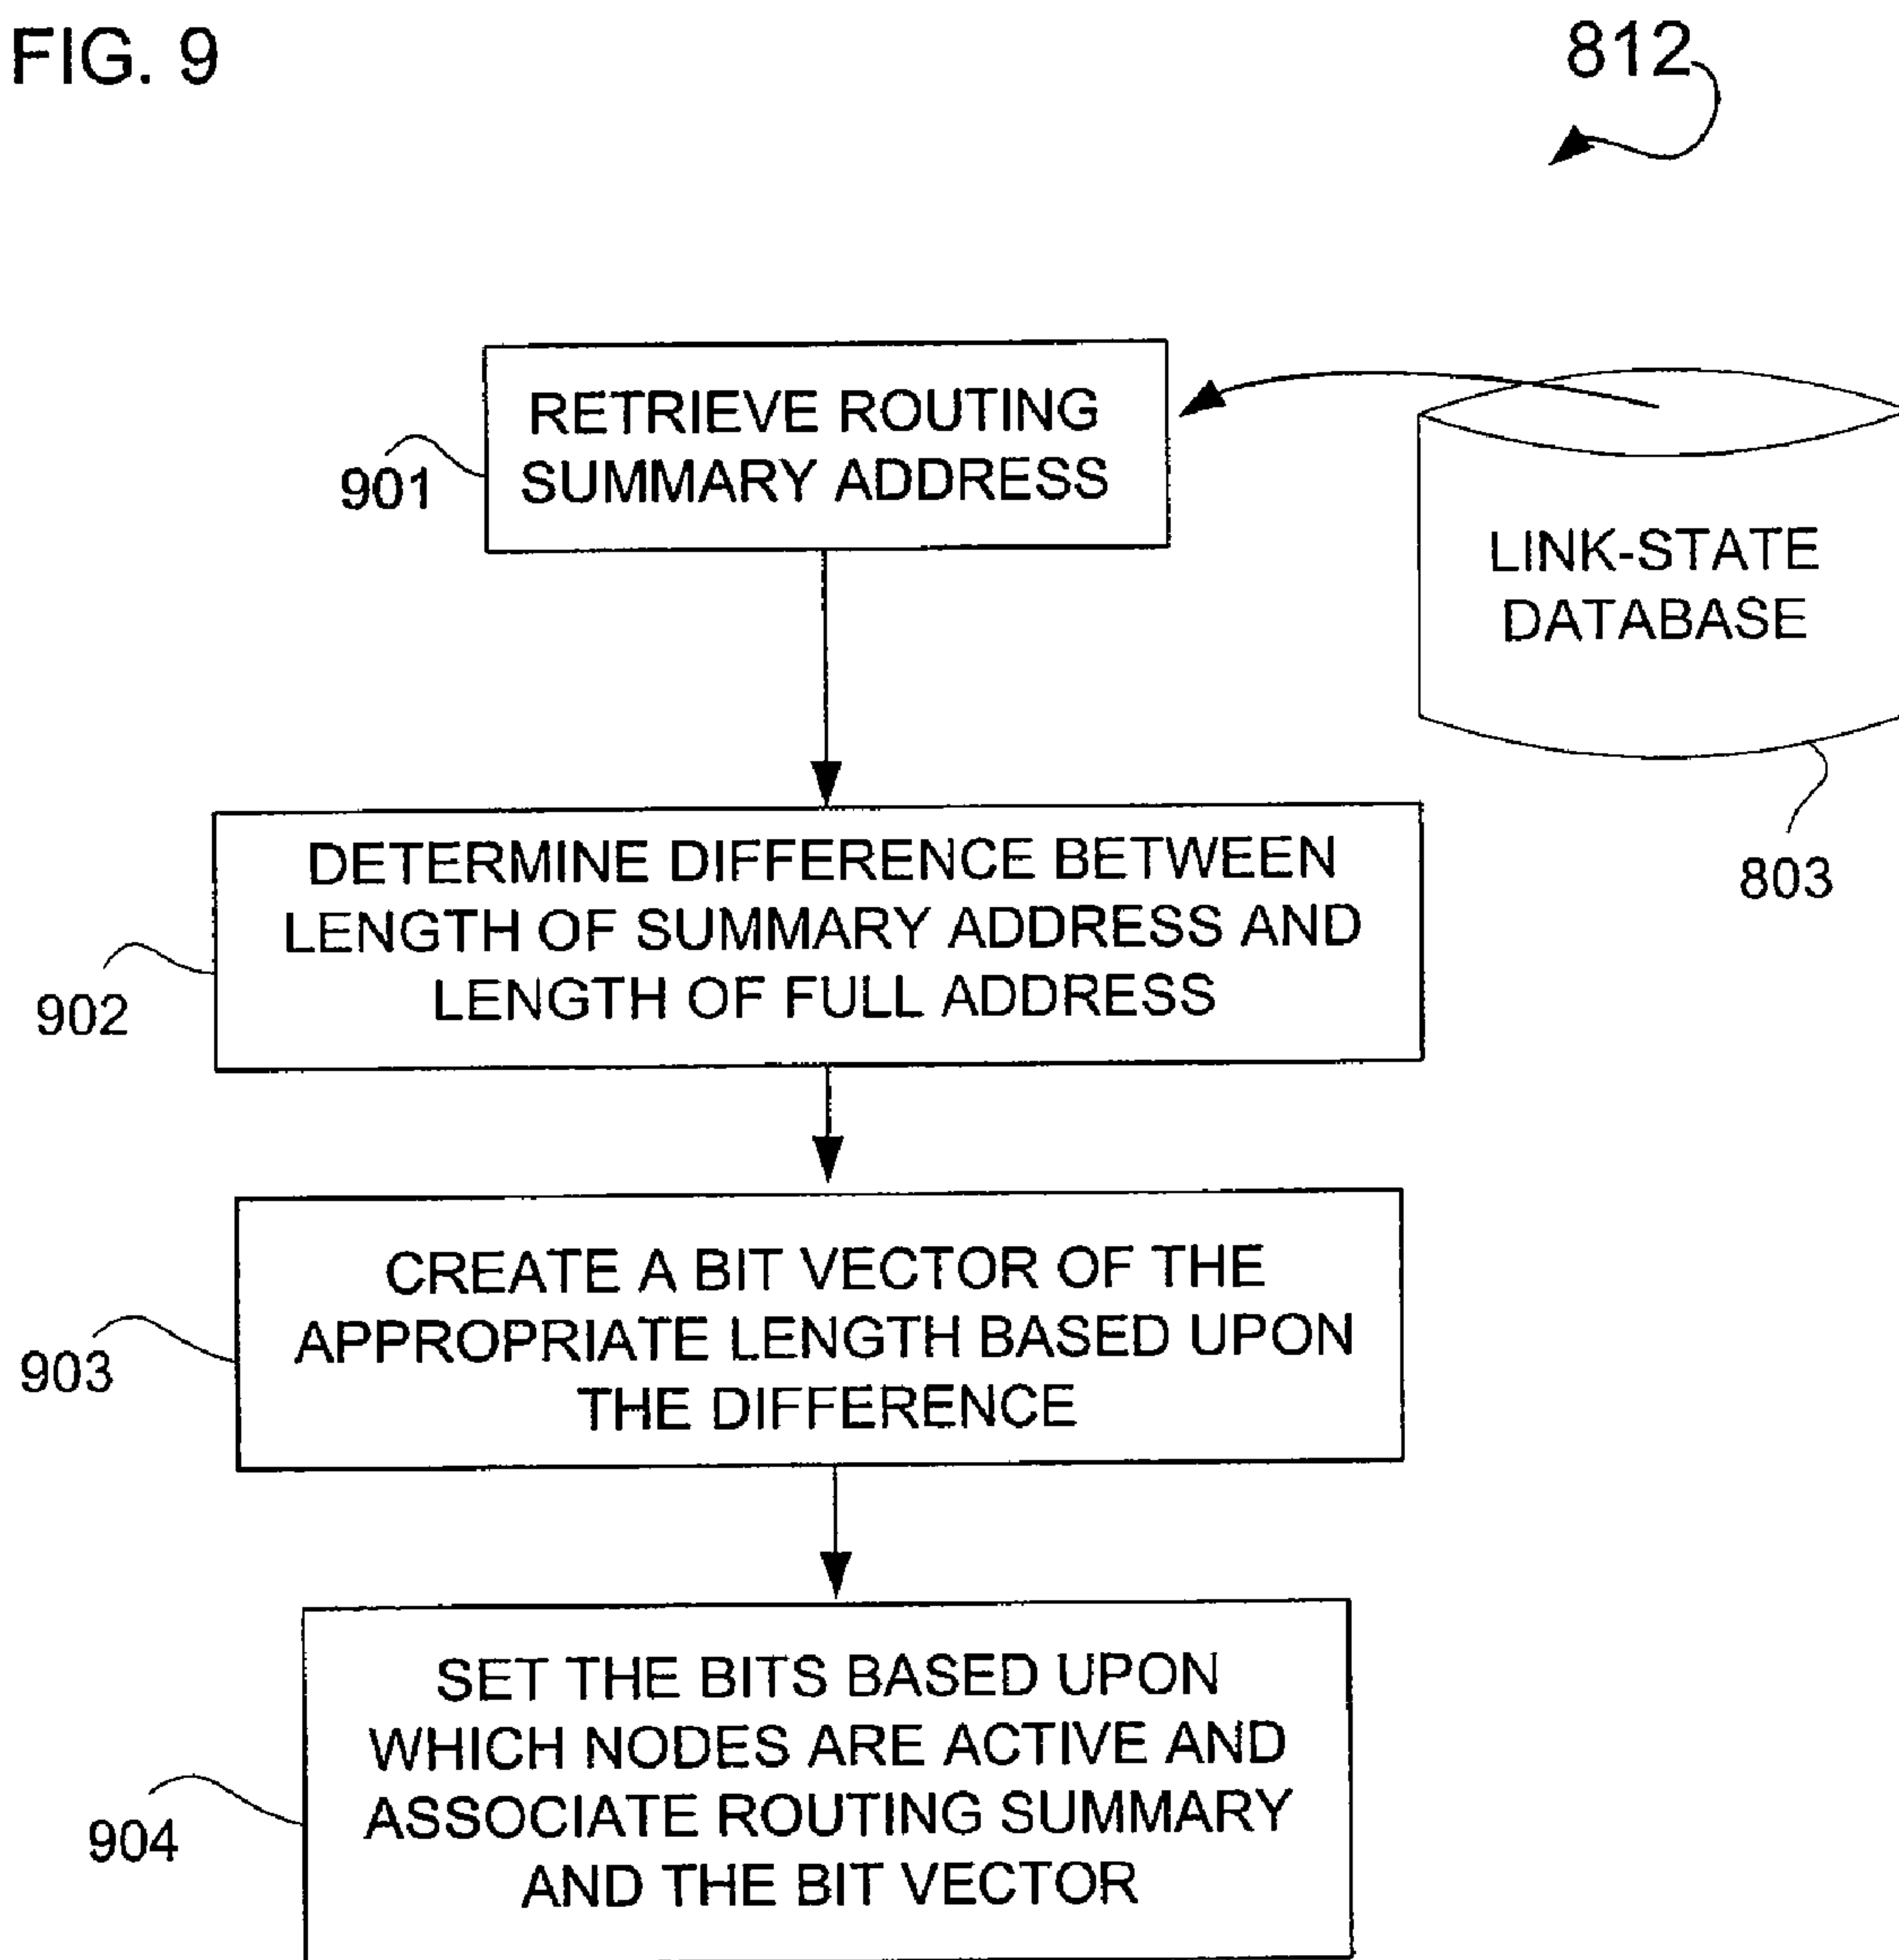 FIG. 9
812
RETRIEVE ROUTING
SUMMARY ADDRESS
901
LINK-STATE
DATABASE
803
DETERMINE DIFFERENCE BETWEEN
LENGTH OF SUMMARY ADDRESS AND
LENGTH OF FULL ADDRESS
902
CREATE A BIT VECTOR OF THE
APPROPRIATE LENGTH BASED UPON
THE DIFFERENCE
903
SET THE BITS BASED UPON
WHICH NODES ARE ACTIVE AND
ASSOCIATE ROUTING SUMMARY
AND THE BIT VECTOR
904